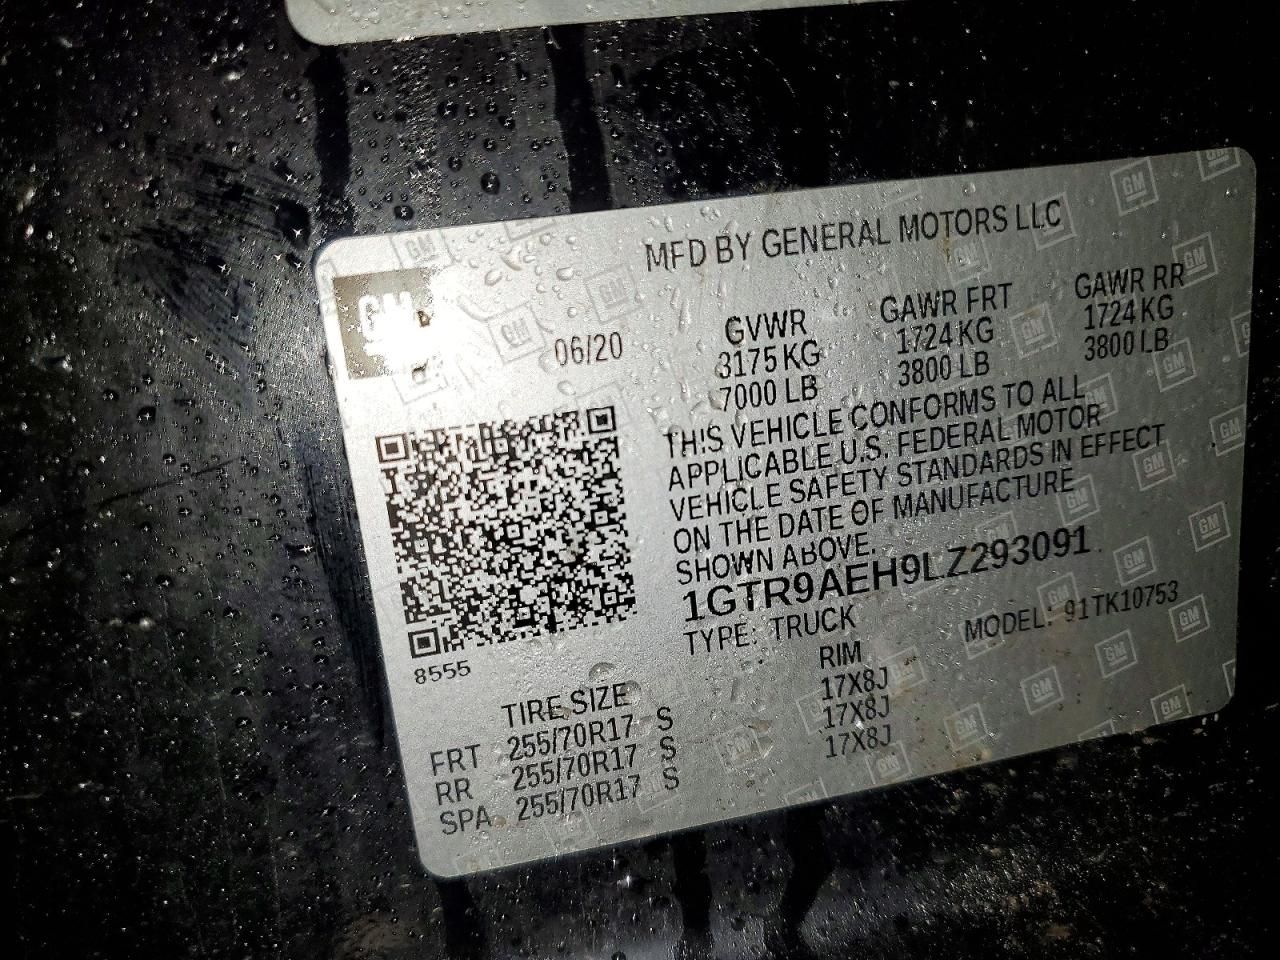 MFD BY GENERAL MOTORS LLC
GM
06/20
GVWR GAWR FRT GAWR RR
3175 KG 1724 KG 1724 KG
7000 LB 3800 LB 3800 LB
THIS VEHICLE CONFORMS TO ALL
APPLICABLE U.S. FEDERAL MOTOR
VEHICLE SAFETY STANDARDS IN EFFECT
ON THE DATE OF MANUFACTURE
SHOWN ABOVE.
1GTR9AEH9LZ293091
TYPE: TRUCK MODEL: 91TK10753
8555
TIRE SIZE RIM
FRT 255/70R17 S 17X8J
RR 255/70R17 S 17X8J
SPA 255/70R17 S 17X8J